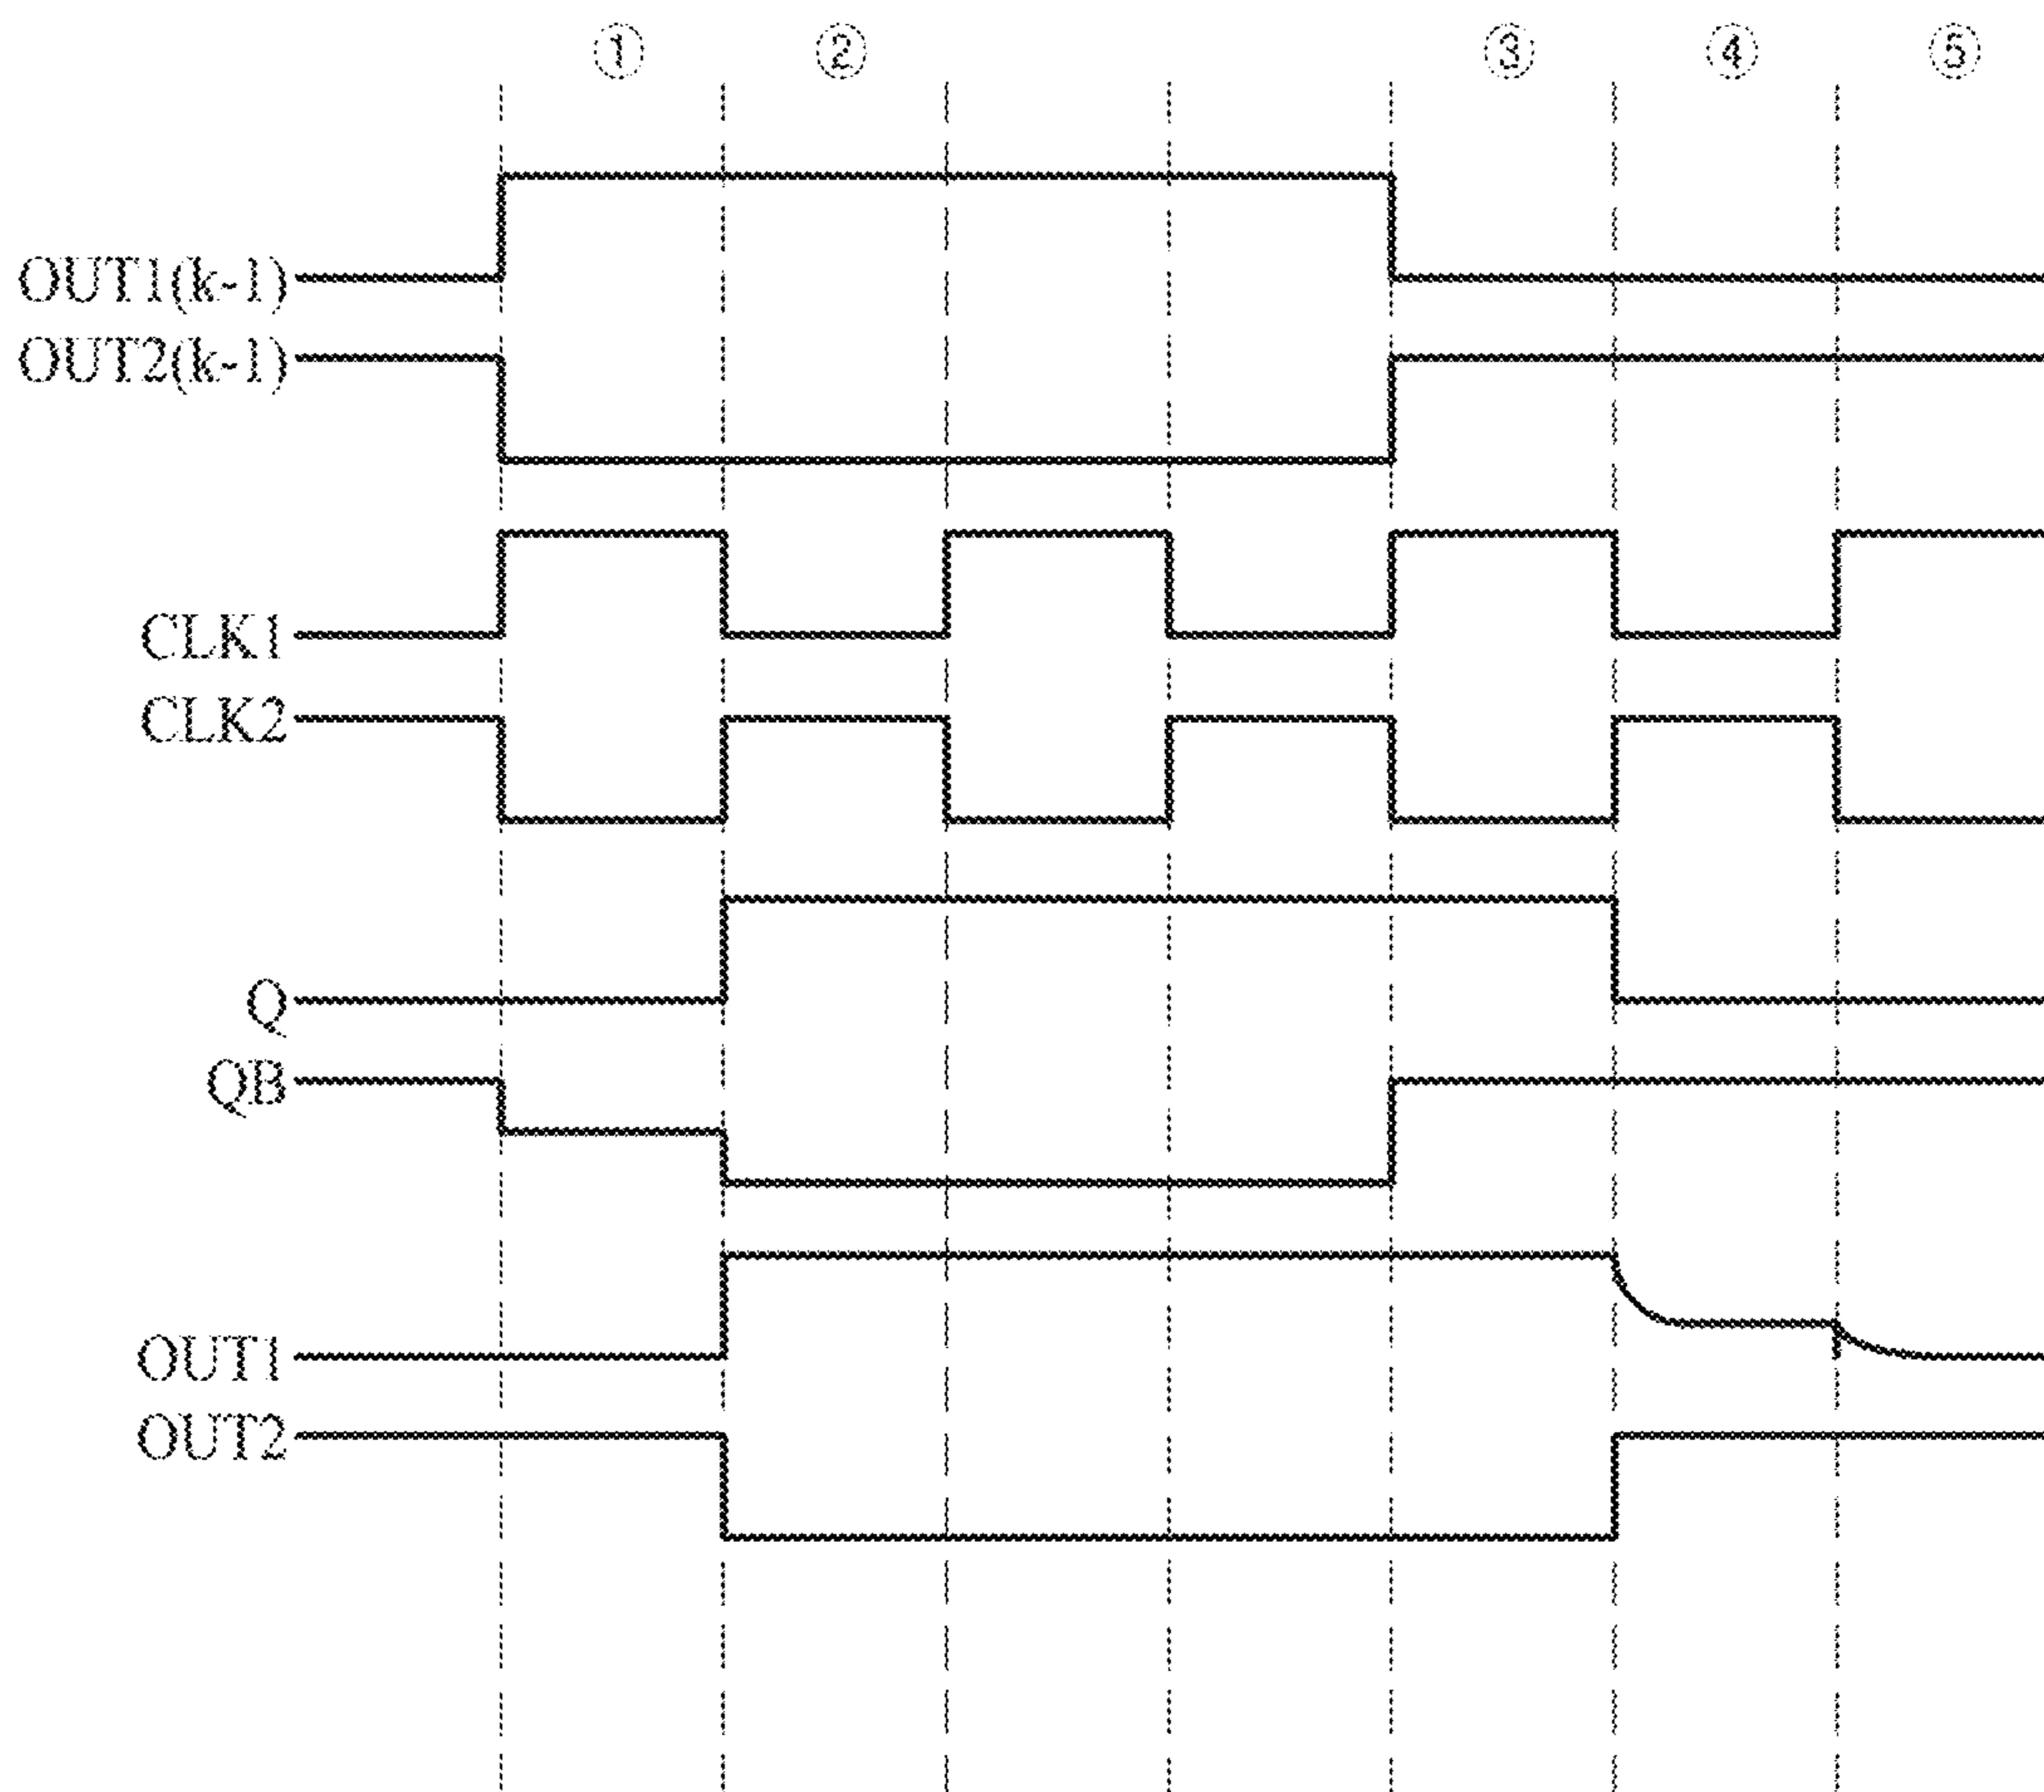 ① ② ③ ④ ⑤
OUT1(k-1)
OUT2(k-1)
CLK1
CLK2
Q
QB
OUT1
OUT2